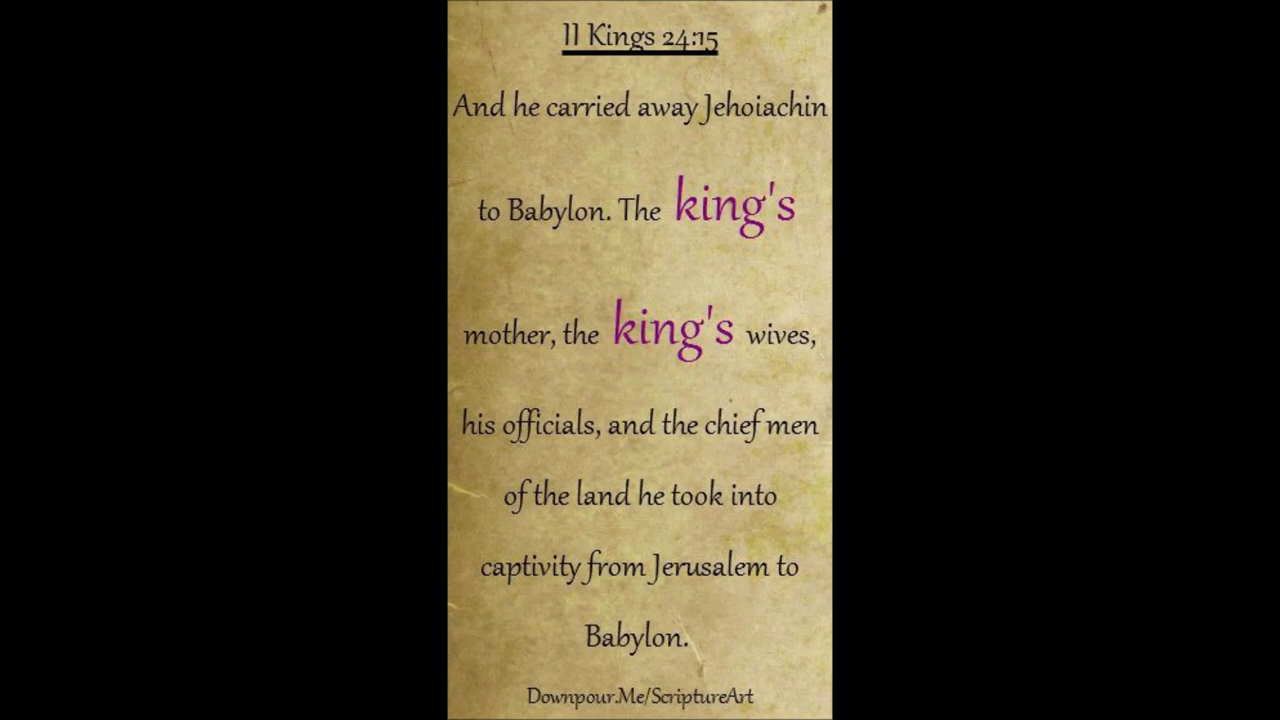 II Kings 24:15
And he carried away Jehoiachin
to Babylon. The king's
mother, the king's wives,
his officials, and the chief men
of the land he took into
captivity from Jerusalem to
Babylon.
Downpour.Me/ScriptureArt